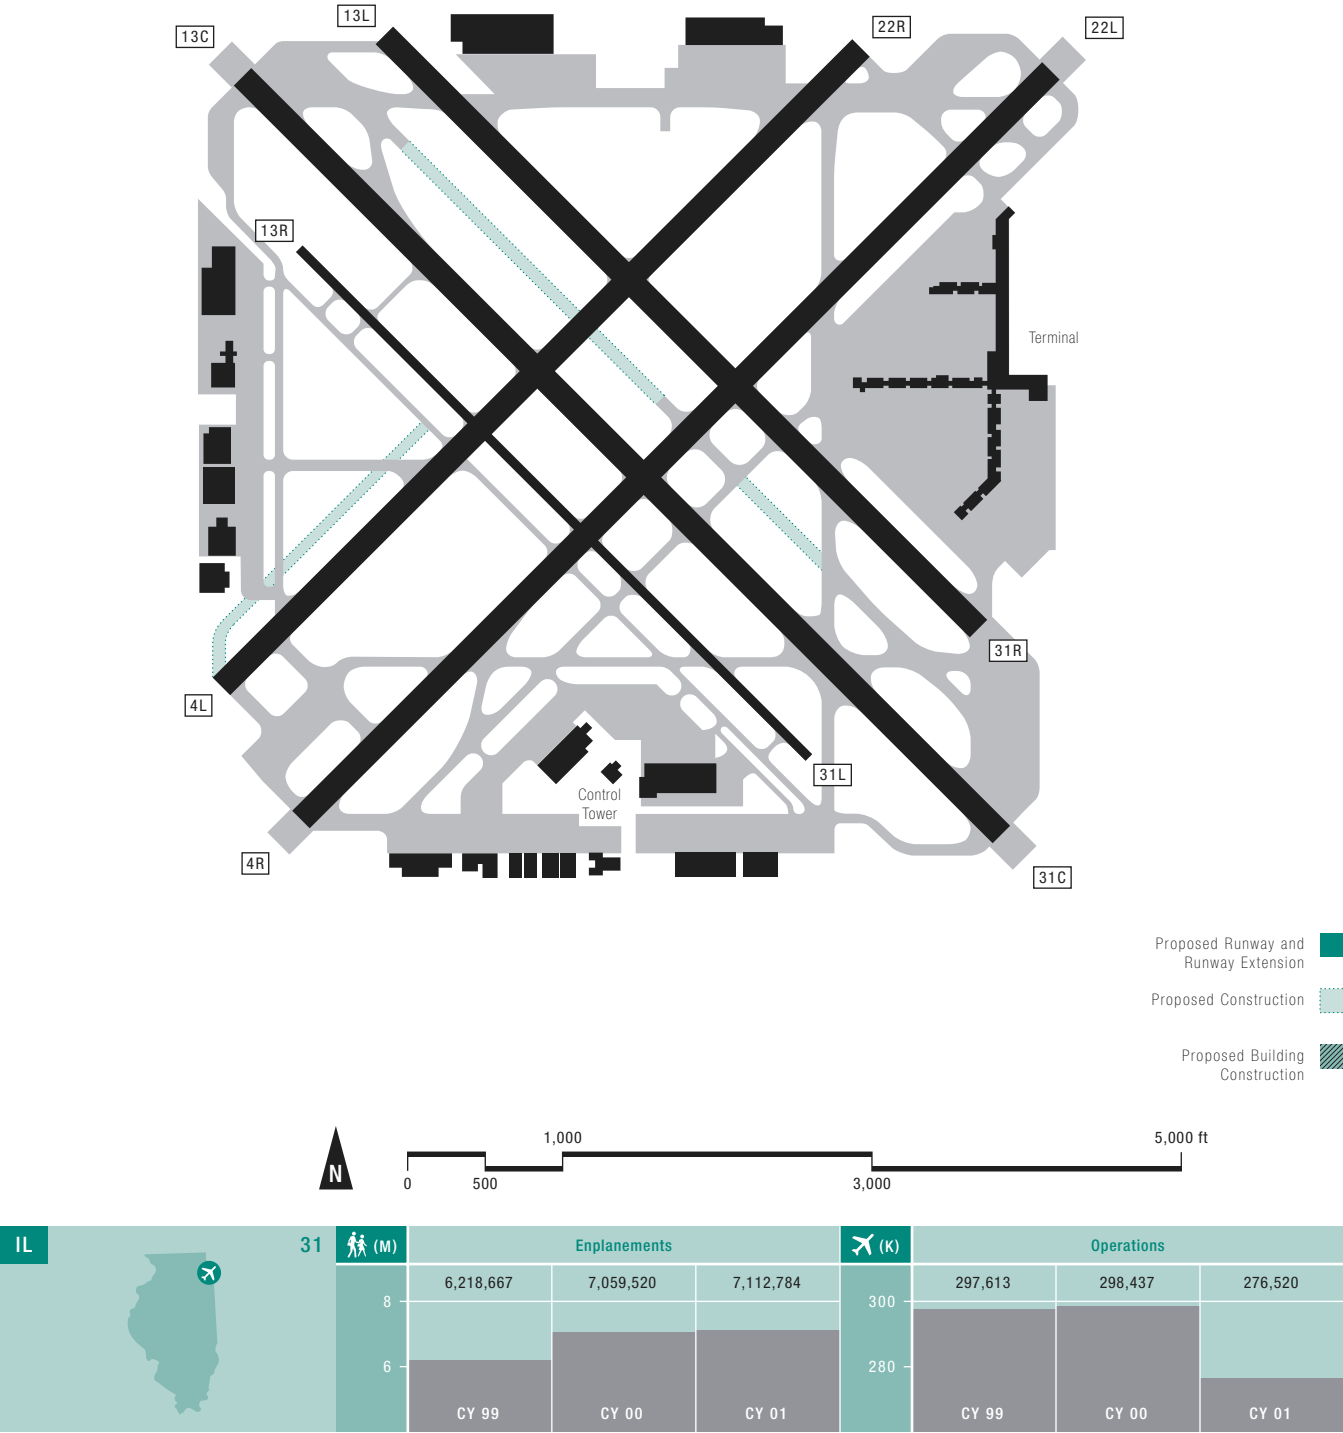 13L
13C
22R
22L
13R
Terminal
31R
4L
31L
Control
Tower
4R
31C
Proposed Runway and
Runway Extension
Proposed Construction
Proposed Building
Construction
1,000
5,000 ft
N
0
500
3,000
IL
31
(M)
Enplanements
(K)
Operations
6,218,667
7,059,520
7,112,784
297,613
298,437
276,520
8
300
6
280
CY 99
CY 00
CY 01
CY 99
CY 00
CY 01